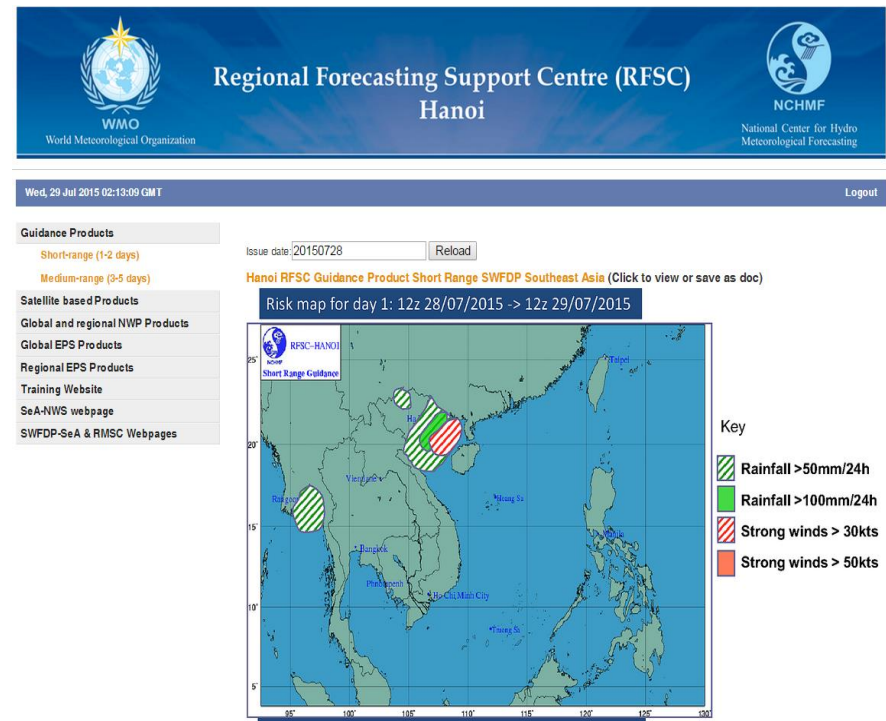 WMO
World Meteorological Organization
Regional Forecasting Support Centre (RFSC)
Hanoi
NCHMF
National Center for Hydro
Meteorological Forecasting
Wed, 29 Jul 2015 02:13:09 GMT
Logout
Guidance Products
Short-range (1-2 days)
Medium-range (3-5 days)
Satellite based Products
Global and regional NWP Products
Global EPS Products
Regional EPS Products
Training Website
SeA-NWS webpage
SWFDP-SeA & RMSC Webpages
Issue date: 20150728 Reload
Hanoi RFSC Guidance Product Short Range SWFDP Southeast Asia (Click to view or save as doc)
Risk map for day 1: 12z 28/07/2015 -> 12z 29/07/2015
RFSC-HANOI
NCHMF
Short Range Guidance
25°
20°
15°
10°
5°
Taipei
Vientiane
Hoang Sa
Manila
Bangkok
Ho Chi Minh City
Truong Sa
95° 100° 105° 110° 115° 120° 125° 130
Key
Rainfall >50mm/24h
Rainfall >100mm/24h
Strong winds > 30kts
Strong winds > 50kts